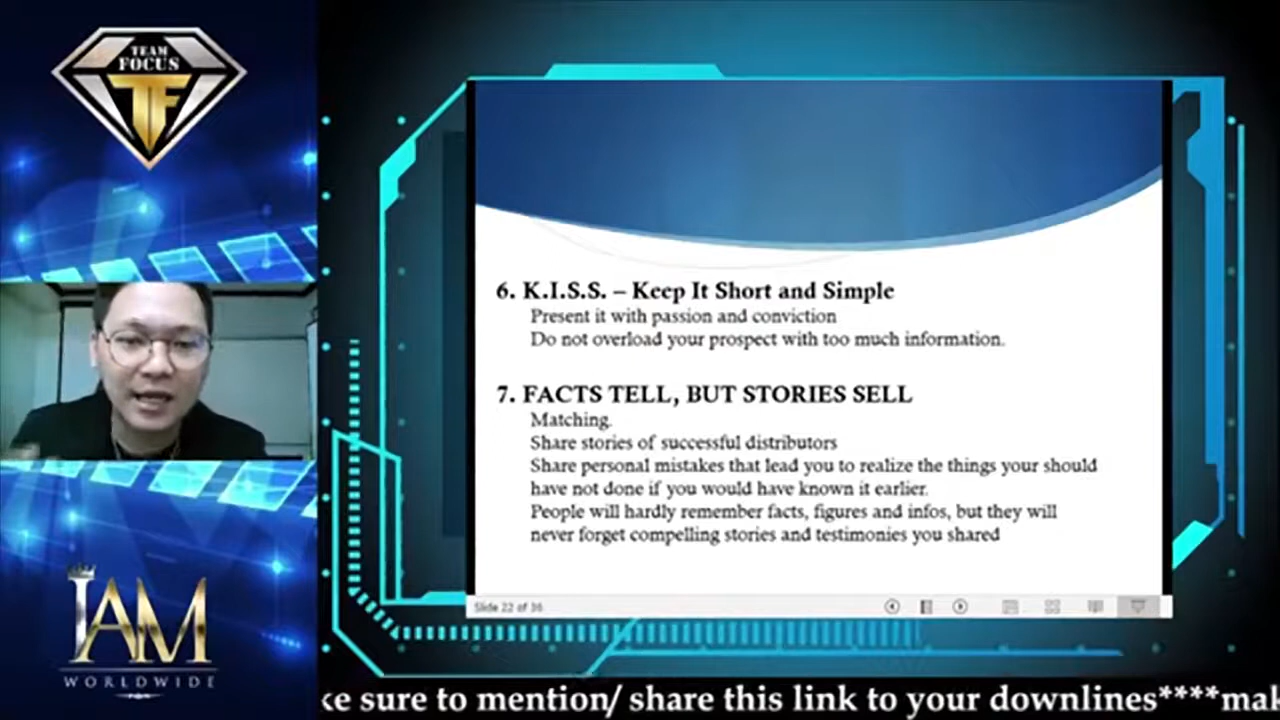 TEAM
FOCUS
TF
6. K.I.S.S. – Keep It Short and Simple
Present it with passion and conviction
Do not overload your prospect with too much information.
7. FACTS TELL, BUT STORIES SELL
Matching.
Share stories of successful distributors
Share personal mistakes that lead you to realize the things your should
have not done if you would have known it earlier.
People will hardly remember facts, figures and infos, but they will
never forget compelling stories and testimonies you shared
Slide 22 of 36
IAM
WORLDWIDE
ke sure to mention/ share this link to your downlines****mak